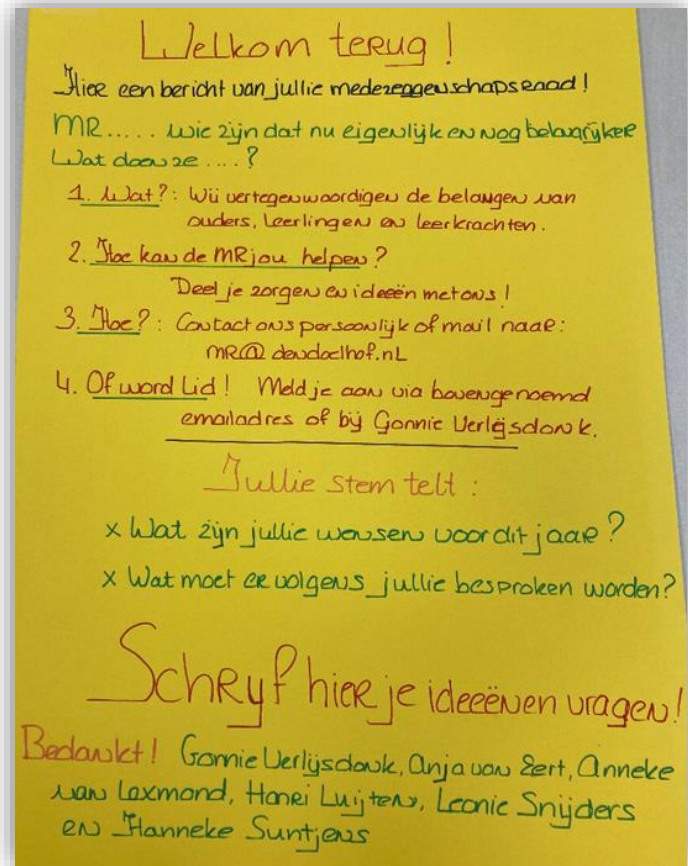 Welkom terug!
Hier een bericht van jullie medezeggenschapsraad!
MR..... wie zijn dat nu eigenlijk en nog belangrijker
Wat doen ze ....?
1. Wat?: Wij vertegenwoordigen de belangen van
ouders, leerlingen en leerkrachten.
2. Hoe kan de MR jou helpen?
Deel je zorgen en ideeën met ons!
3. Hoe?: Contact ons persoonlijk of mail naar:
MR@dendoelhof.nl
4. Of word Lid! Meld je aan via bovengenoemd
emailadres of bij Gonnie Verlijsdonk.
Jullie stem telt:
x Wat zijn jullie wensen voor dit jaar?
x Wat moet er volgens jullie besproken worden?
Schrijf hier je ideeën en vragen!
Bedankt! Gonnie Verlijsdonk, Anja van Eert, Anneke
van Loxmond, Henri Luijten, Leonie Snijders
en Hanneke Suntjens